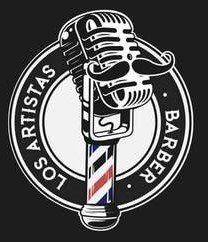 LOS ARTISTAS
· BARBER ·